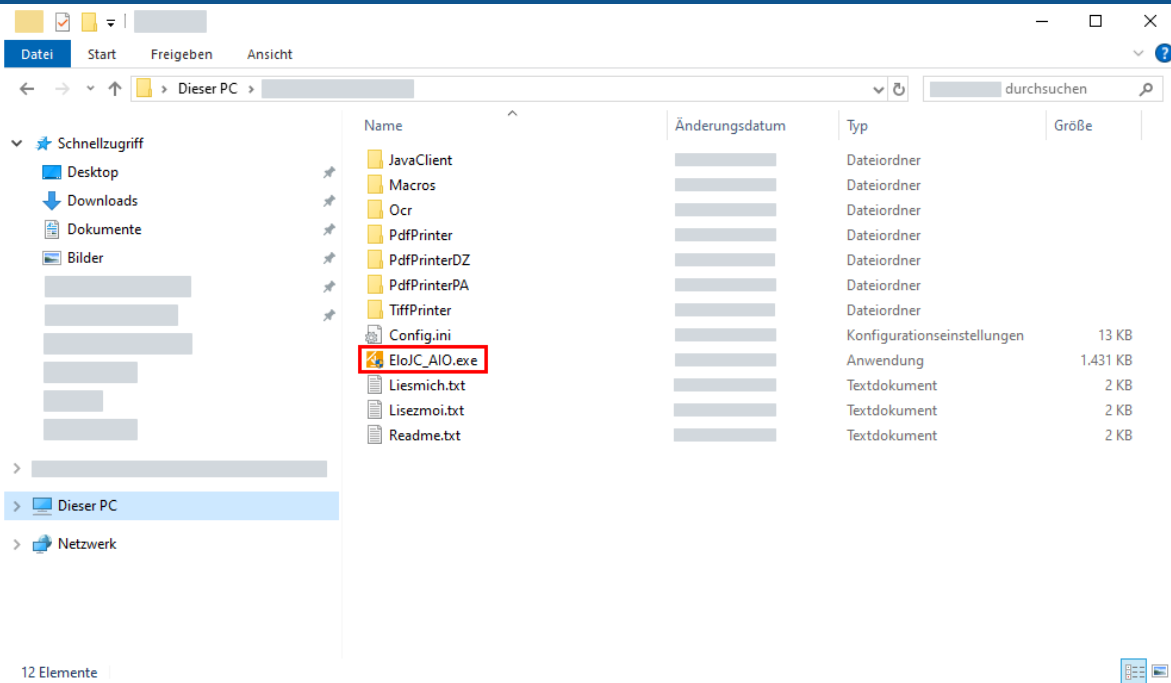 Datei Start Freigeben Ansicht
Dieser PC
durchsuchen
Name Änderungsdatum Typ Größe
Schnellzugriff
Desktop
Downloads
Dokumente
Bilder
Dieser PC
Netzwerk
JavaClient Dateiordner
Macros Dateiordner
Ocr Dateiordner
PdfPrinter Dateiordner
PdfPrinterDZ Dateiordner
PdfPrinterPA Dateiordner
TiffPrinter Dateiordner
Config.ini Konfigurationseinstellungen 13 KB
EloJC_AIO.exe Anwendung 1.431 KB
Liesmich.txt Textdokument 2 KB
Lisezmoi.txt Textdokument 2 KB
Readme.txt Textdokument 2 KB
12 Elemente